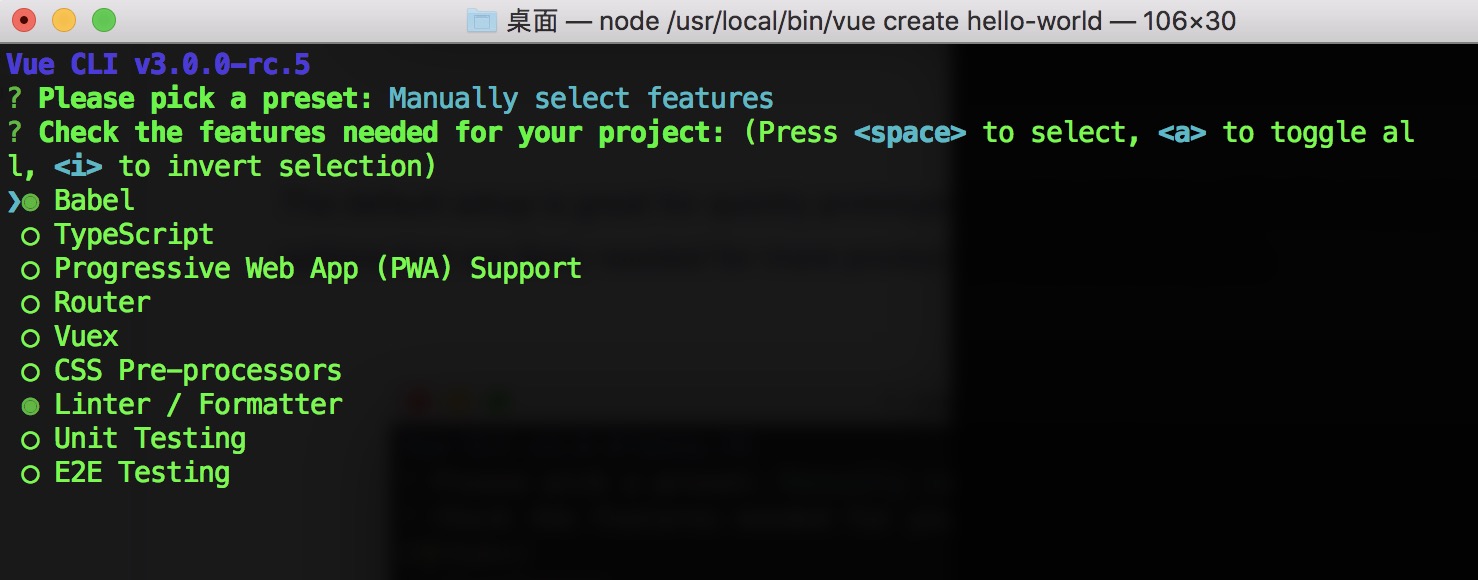 桌面 — node /usr/local/bin/vue create hello-world — 106×30
Vue CLI v3.0.0-rc.5
? Please pick a preset: Manually select features
? Check the features needed for your project: (Press <space> to select, <a> to toggle al
l, <i> to invert selection)
❯◉ Babel
◯ TypeScript
◯ Progressive Web App (PWA) Support
◯ Router
◯ Vuex
◯ CSS Pre-processors
◉ Linter / Formatter
◯ Unit Testing
◯ E2E Testing